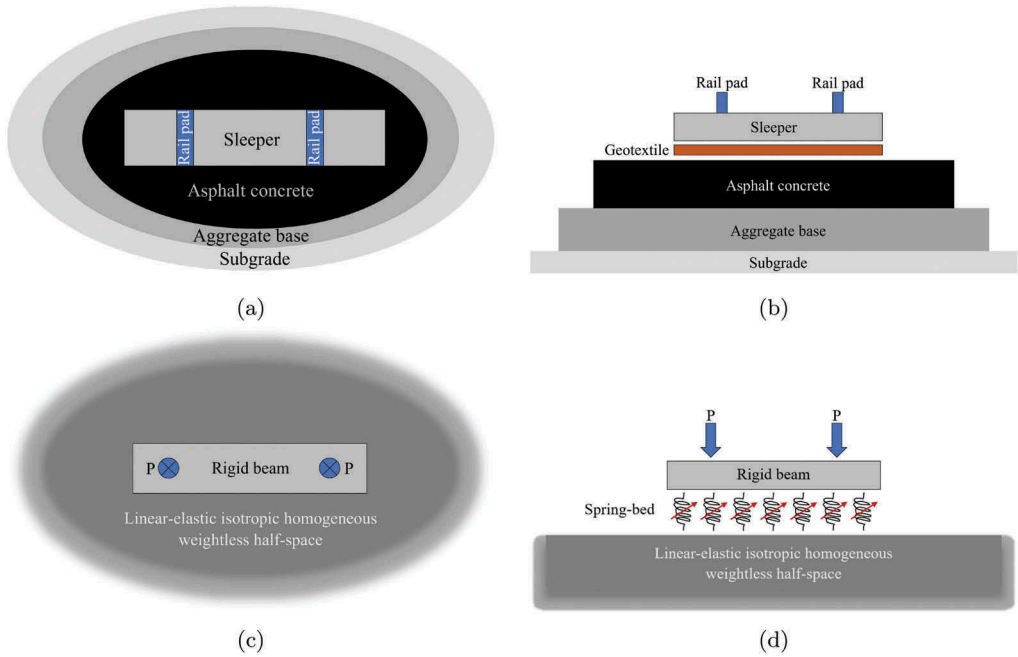 Rail pad
Sleeper
Rail pad
Asphalt concrete
Aggregate base
Subgrade
(a)
Rail pad
Rail pad
Sleeper
Geotextile
Asphalt concrete
Aggregate base
Subgrade
(b)
P
Rigid beam
P
Linear-elastic isotropic homogeneous
weightless half-space
(c)
P
P
Rigid beam
Spring-bed
Linear-elastic isotropic homogeneous
weightless half-space
(d)